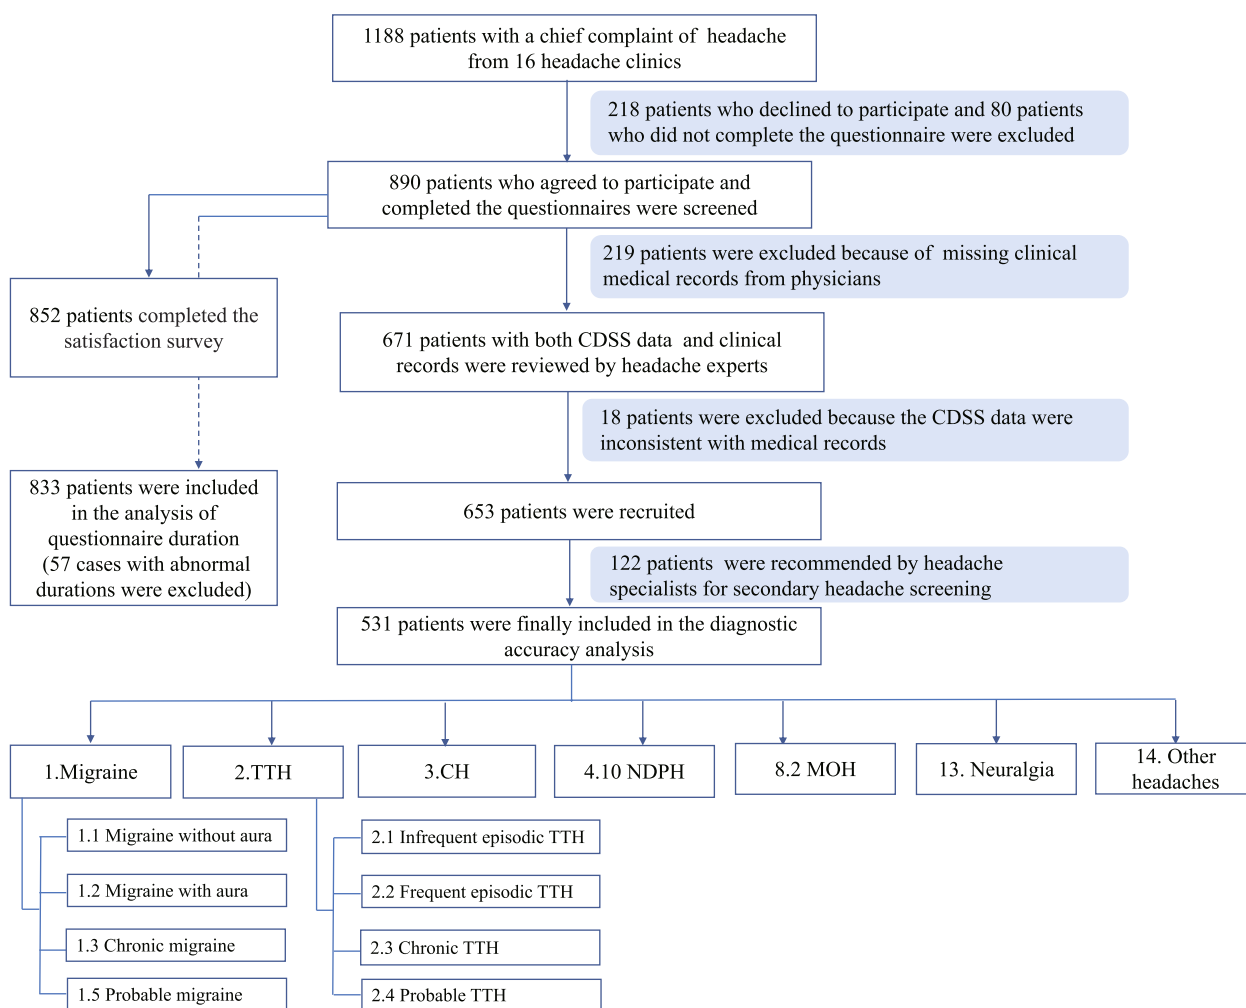 1188 patients with a chief complaint of headache
from 16 headache clinics
218 patients who declined to participate and 80 patients
who did not complete the questionnaire were excluded
890 patients who agreed to participate and
completed the questionnaires were screened
219 patients were excluded because of missing clinical
medical records from physicians
852 patients completed the
satisfaction survey
671 patients with both CDSS data and clinical
records were reviewed by headache experts
18 patients were excluded because the CDSS data were
inconsistent with medical records
833 patients were included
in the analysis of
questionnaire duration
(57 cases with abnormal
durations were excluded)
653 patients were recruited
122 patients were recommended by headache
specialists for secondary headache screening
531 patients were finally included in the diagnostic
accuracy analysis
1.Migraine
2.TTH
3.CH
4.10 NDPH
8.2 MOH
13. Neuralgia
14. Other
headaches
1.1 Migraine without aura
1.2 Migraine with aura
1.3 Chronic migraine
1.5 Probable migraine
2.1 Infrequent episodic TTH
2.2 Frequent episodic TTH
2.3 Chronic TTH
2.4 Probable TTH